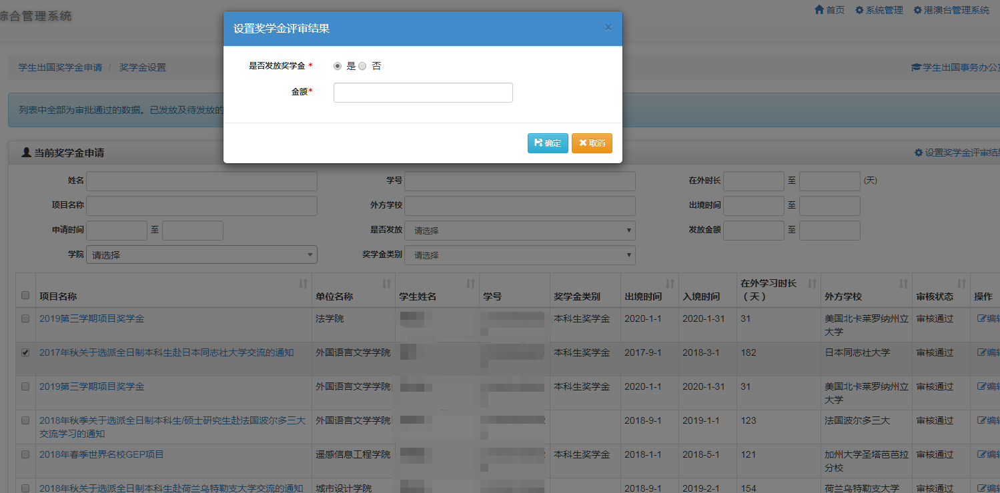 综合管理系统
首页 系统管理 港澳台管理系统
设置奖学金评审结果 ×
学生出国奖学金申请 / 奖学金设置
学生出国事务办公
是否发放奖学金 * 是 否
金额*
列表中全部为审批通过的数据。已发放及待发放的
确定 取消
当前奖学金申请
设置奖学金评审结
姓名 学号 在外时长 至 (天)
项目名称 外方学校 出境时间 至
申请时间 至 是否发放 请选择 发放金额 至
学院 请选择 奖学金类别 请选择
项目名称 单位名称 学生姓名 学号 奖学金类别 出境时间 入境时间 在外学习时长
(天) 外方学校 审核状态 操作
2019第三学期项目奖学金 法学院 本科生奖学金 2020-1-1 2020-1-31 31 美国北卡莱罗纳州立
大学 审核通过 编辑
2017年秋关于选派全日制本科生赴日本同志社大学交流的通知 外国语言文学学院 本科生奖学金 2017-9-1 2018-3-1 182 日本同志社大学 审核通过 编辑
2019第三学期项目奖学金 外国语言文学学院 本科生奖学金 2020-1-1 2020-1-31 31 美国北卡莱罗纳州立
大学 审核通过 编辑
2018年秋季关于选派全日制本科生/硕士研究生赴法国波尔多三大
交流学习的通知 外国语言文学学院 2018-9-1 2019-1-1 123 法国波尔多三大 审核通过 编辑
2018年春季世界名校GEP项目 遥感信息工程学院 本科生奖学金 2018-1-1 2018-5-1 121 加州大学圣塔芭芭拉
分校 审核通过 编辑
2018年秋关于选派全日制本科生赴荷兰乌特勒支大学交流的通知 城市设计学院 2018-9-1 2019-2-1 154 荷兰乌特勒支大学 审核通过 编辑